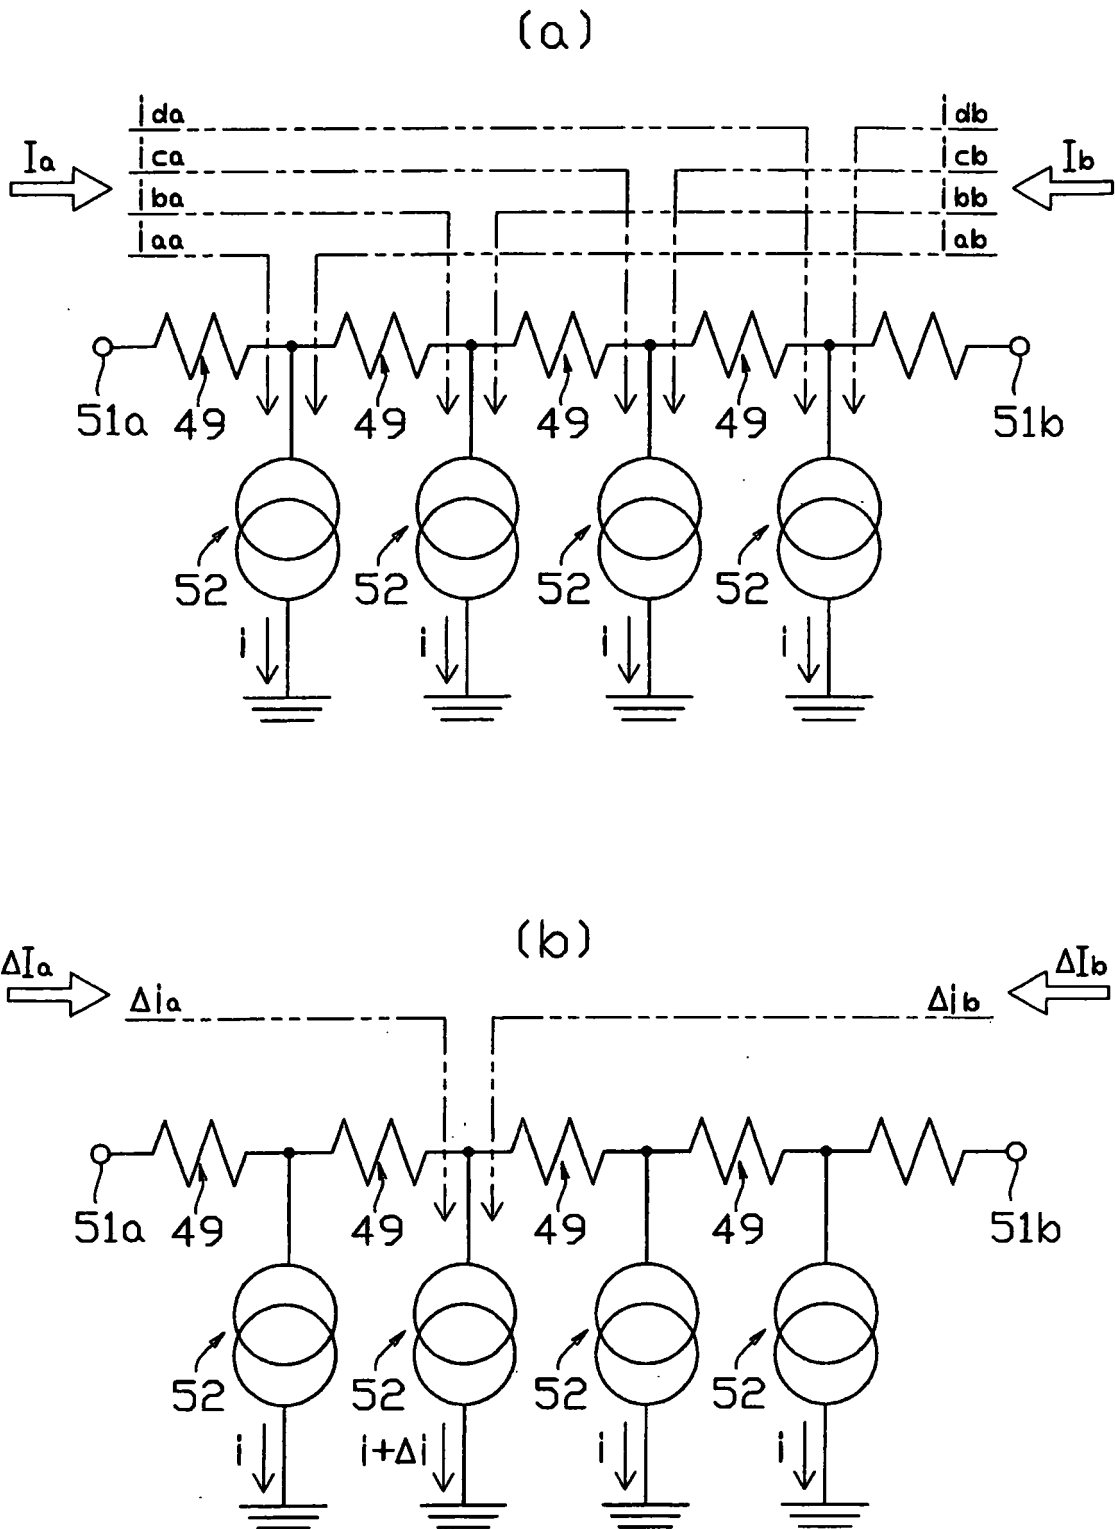 (a)
ida idb
Ia ica icb Ib
iba ibb
iaa iab
51a 49 49 49 49 51b
52 52 52 52
i i i i
(b)
ΔIa ΔIb
Δia Δib
51a 49 49 49 49 51b
52 52 52 52
i i+Δi i i